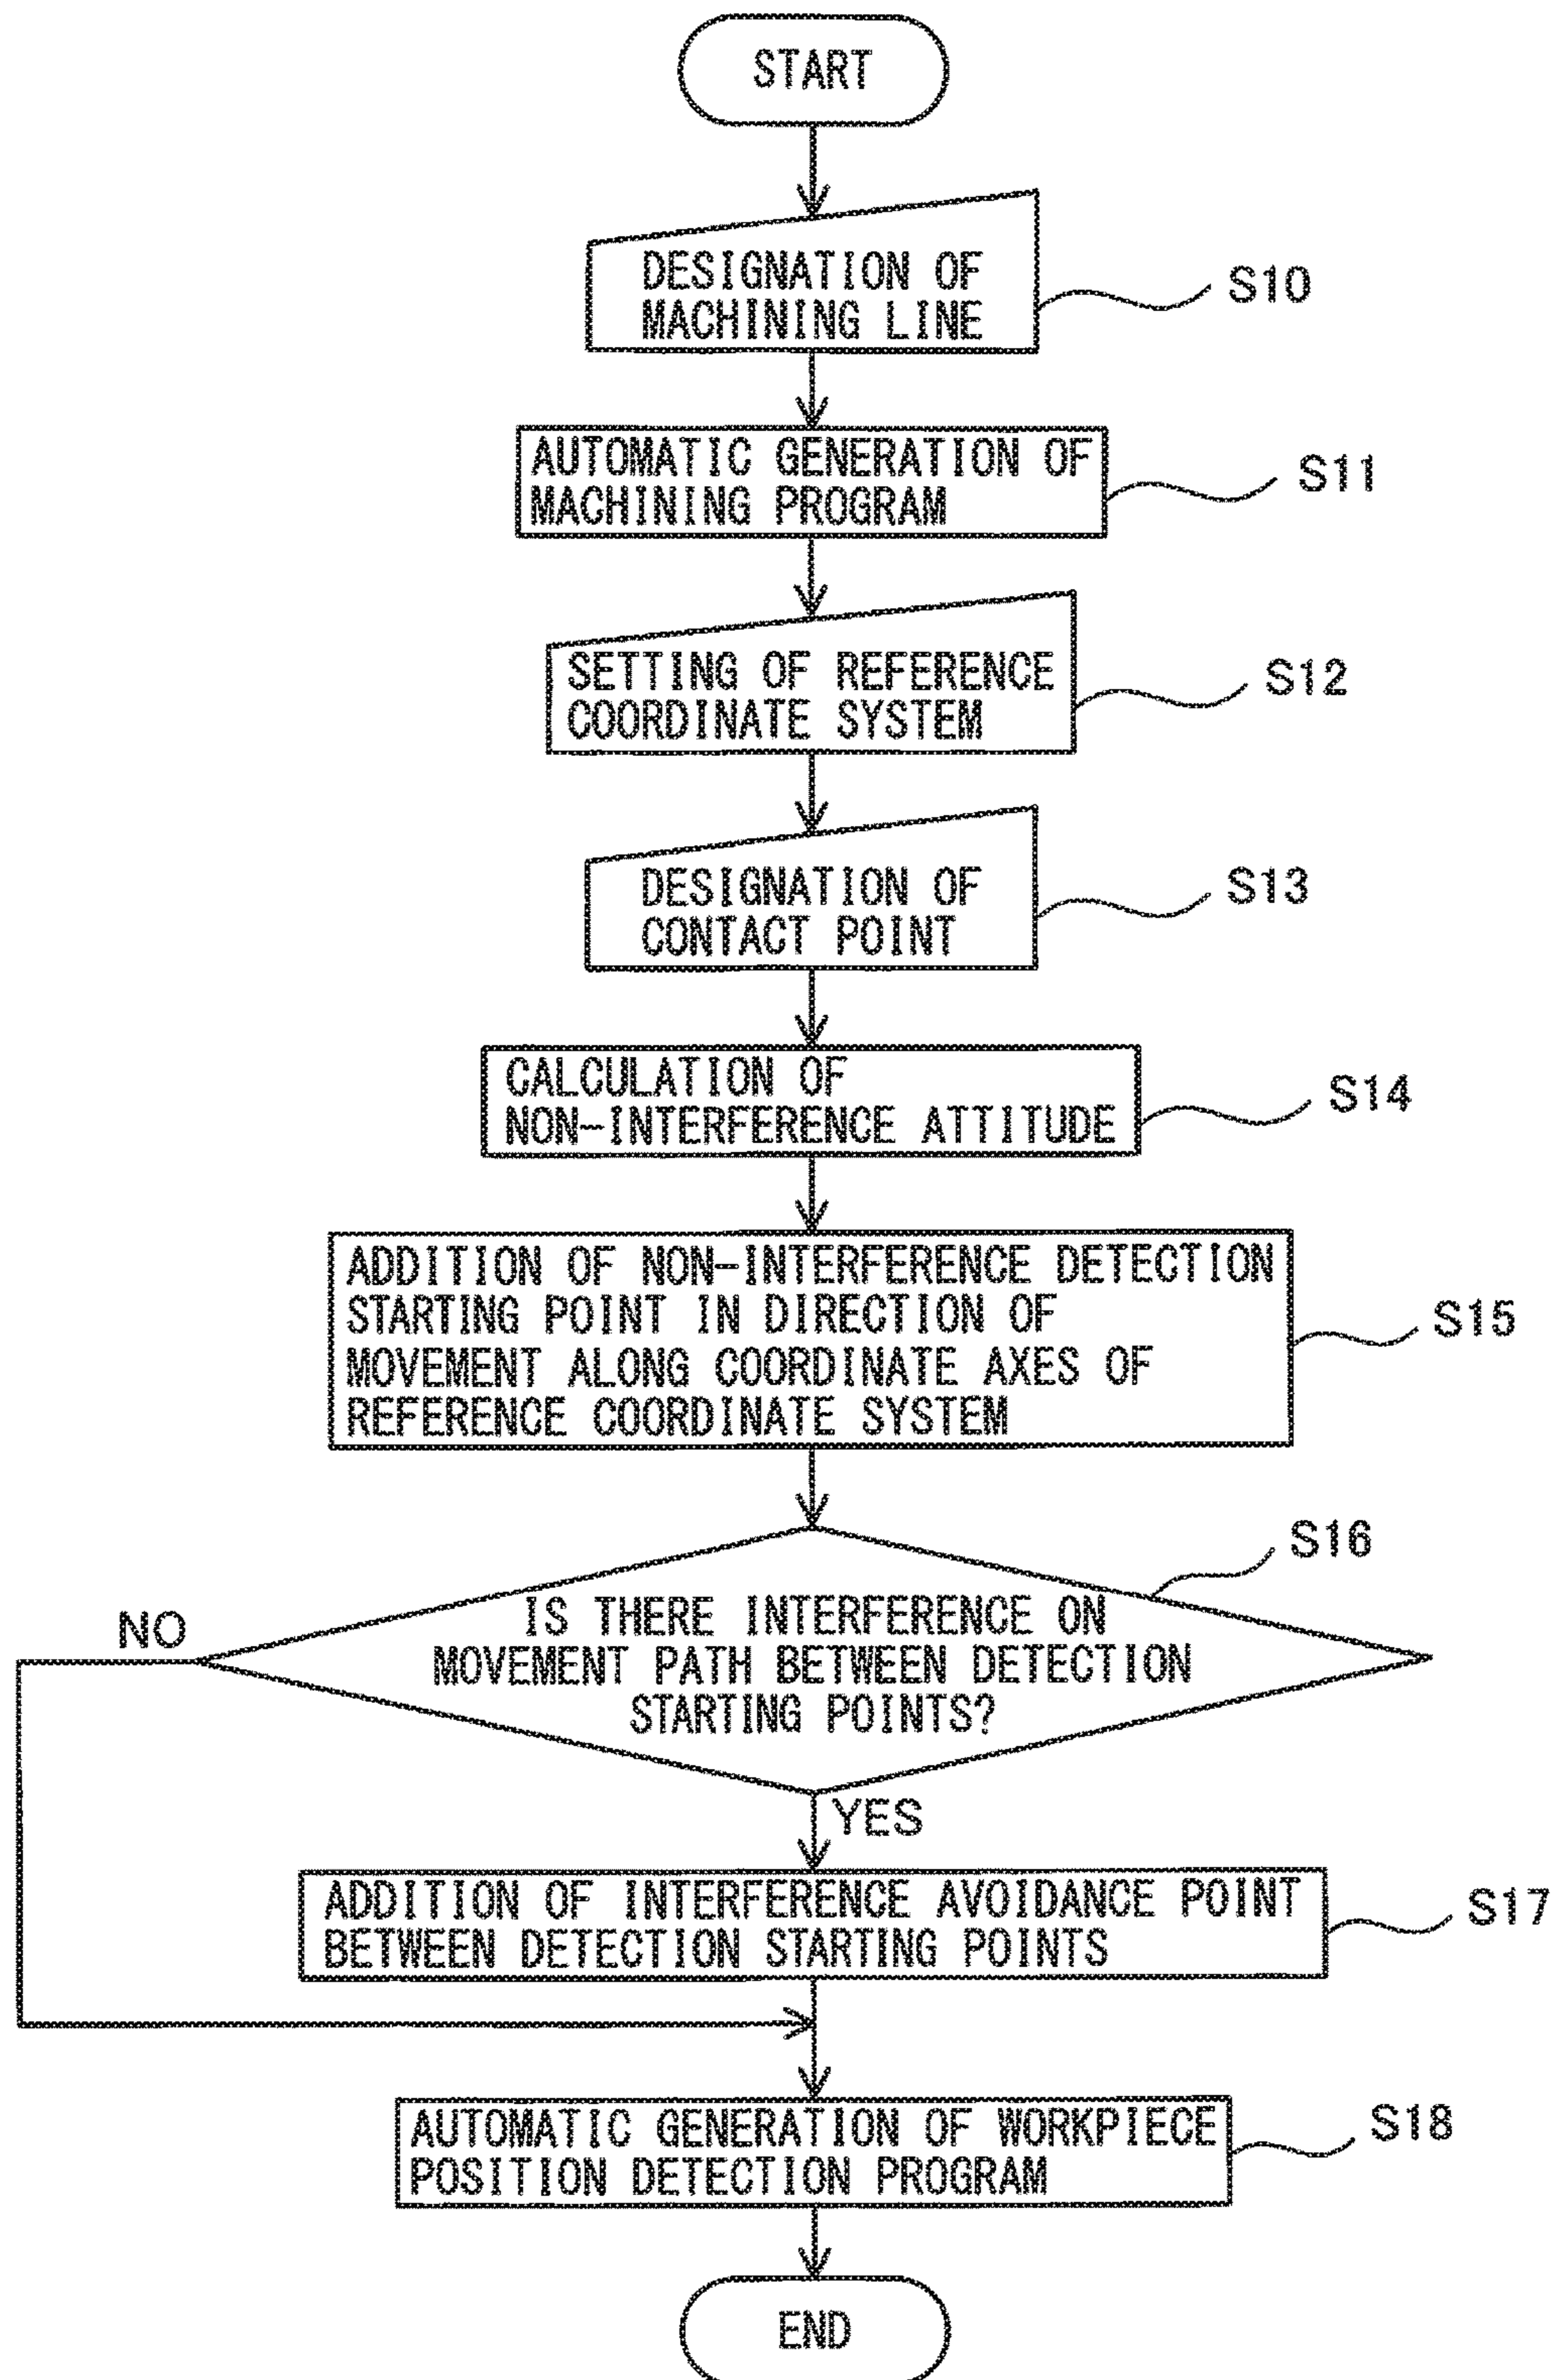 START
DESIGNATION OF
MACHINING LINE
S10
AUTOMATIC GENERATION OF
MACHINING PROGRAM
S11
SETTING OF REFERENCE
COORDINATE SYSTEM
S12
DESIGNATION OF
CONTACT POINT
S13
CALCULATION OF
NON-INTERFERENCE ATTITUDE
S14
ADDITION OF NON-INTERFERENCE DETECTION
STARTING POINT IN DIRECTION OF
MOVEMENT ALONG COORDINATE AXES OF
REFERENCE COORDINATE SYSTEM
S15
S16
IS THERE INTERFERENCE ON
MOVEMENT PATH BETWEEN DETECTION
STARTING POINTS?
NO
YES
ADDITION OF INTERFERENCE AVOIDANCE POINT
BETWEEN DETECTION STARTING POINTS
S17
AUTOMATIC GENERATION OF WORKPIECE
POSITION DETECTION PROGRAM
S18
END